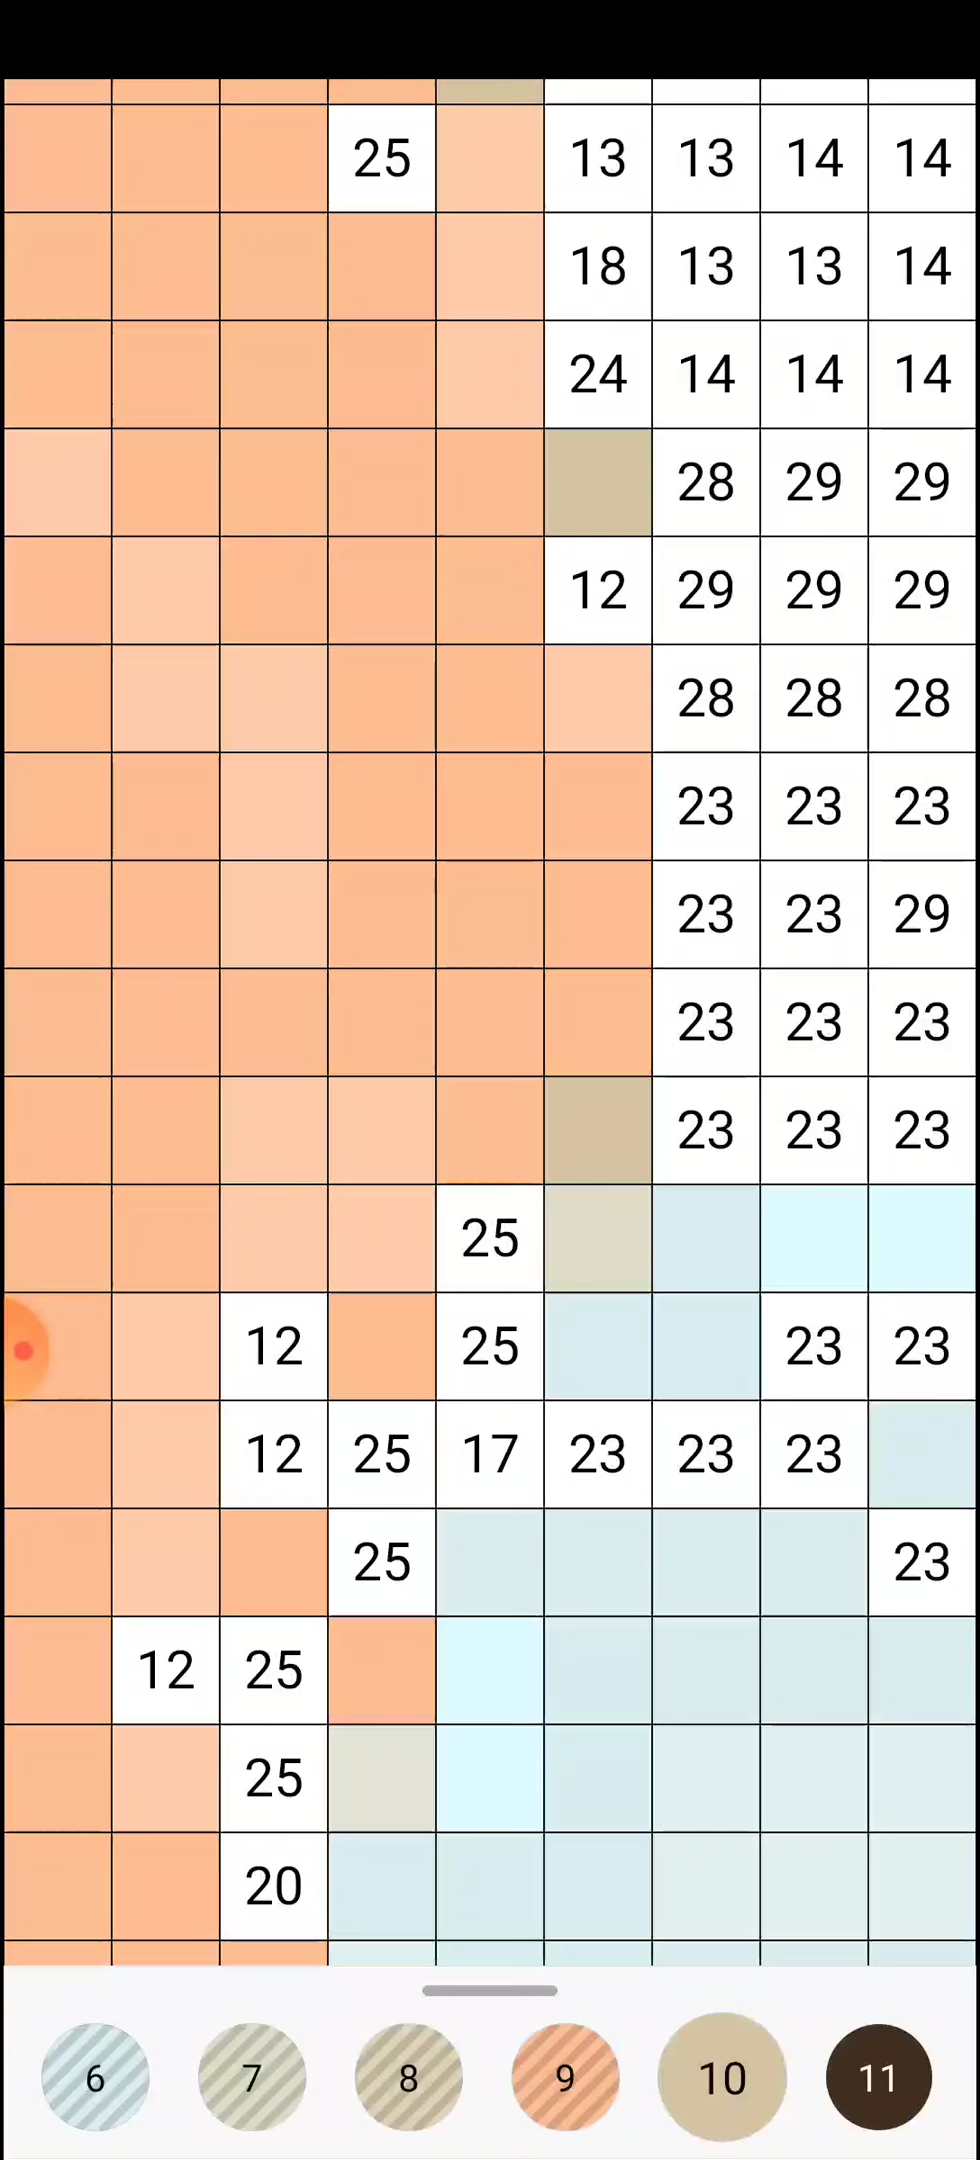 25 13 13 14 14
18 13 13 14
24 14 14 14
28 29 29
12 29 29 29
28 28 28
23 23 23
23 23 29
23 23 23
23 23 23
25
12 25 23 23
12 25 17 23 23 23
25 23
12 25
25
20
6 7 8 9 10 11